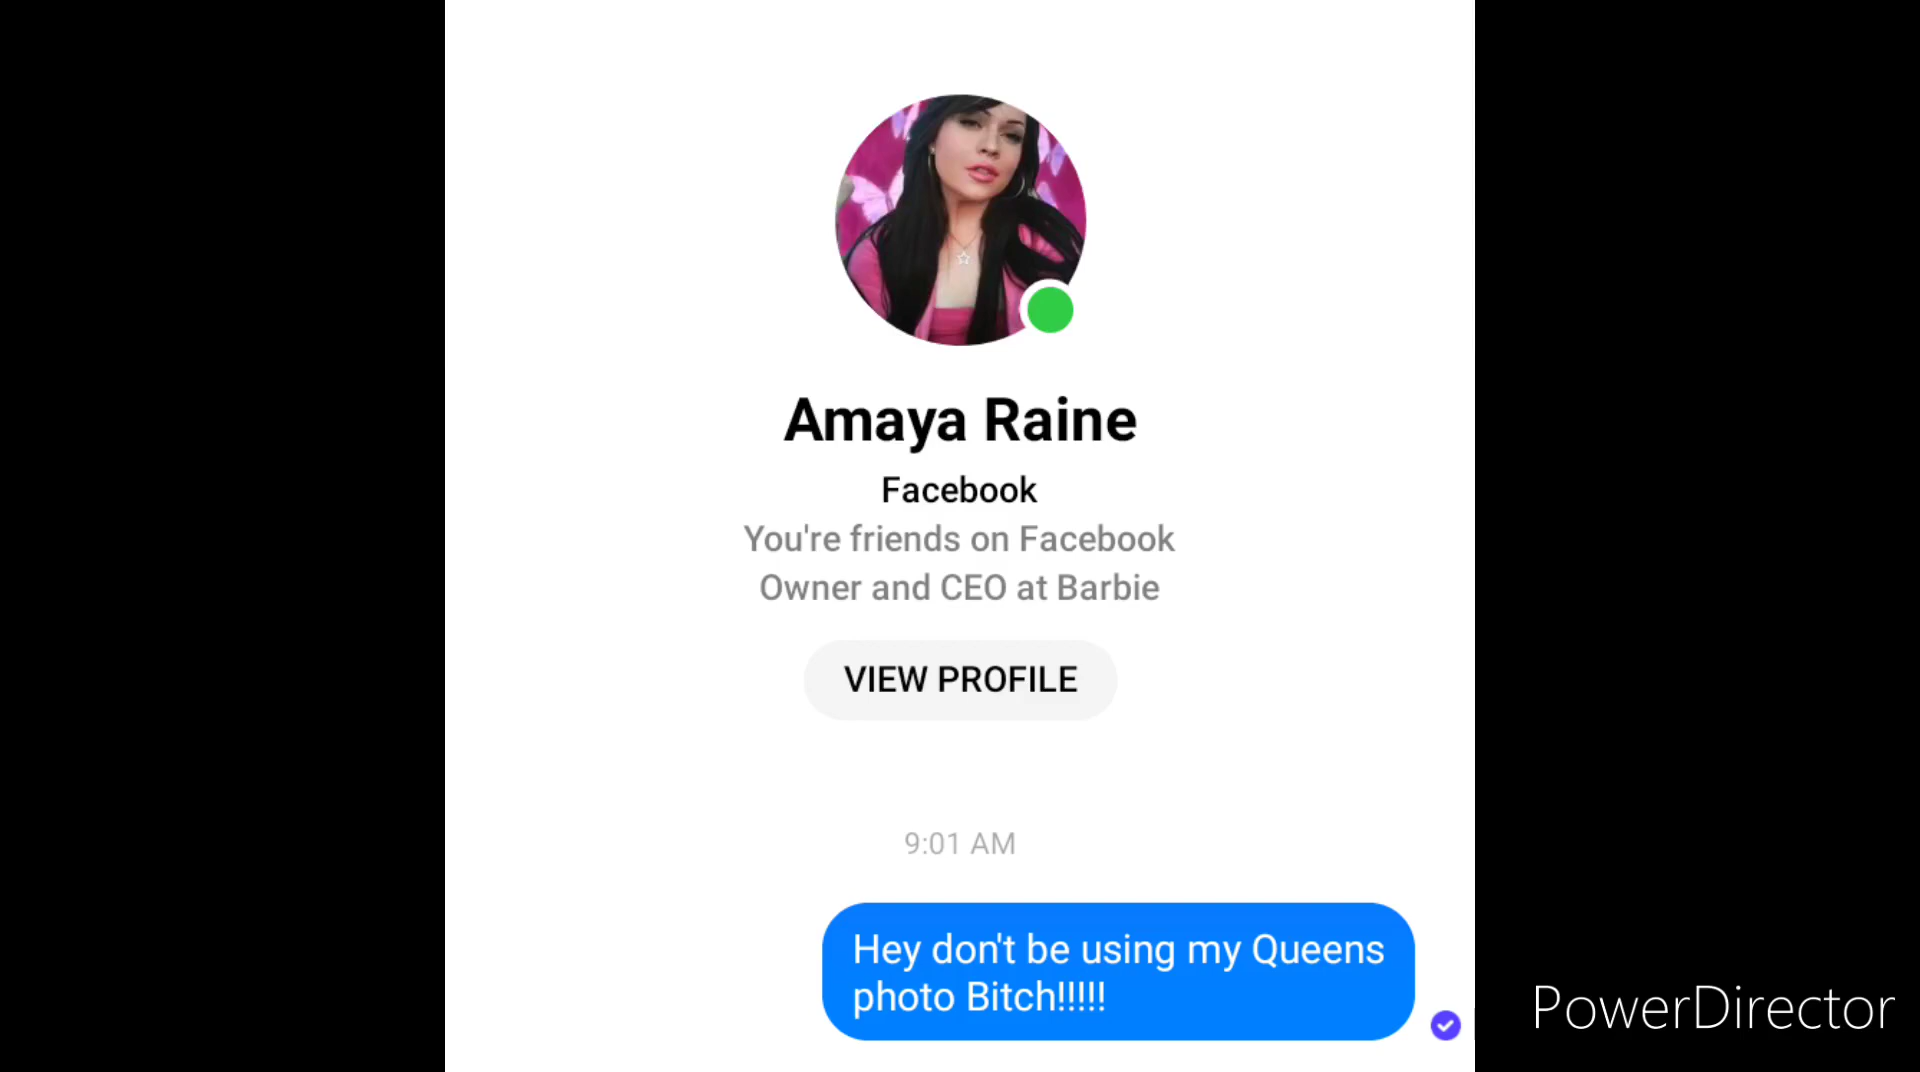 Amaya Raine
Facebook
You're friends on Facebook
Owner and CEO at Barbie
VIEW PROFILE
9:01 AM
Hey don't be using my Queens
photo Bitch!!!!!
PowerDirector